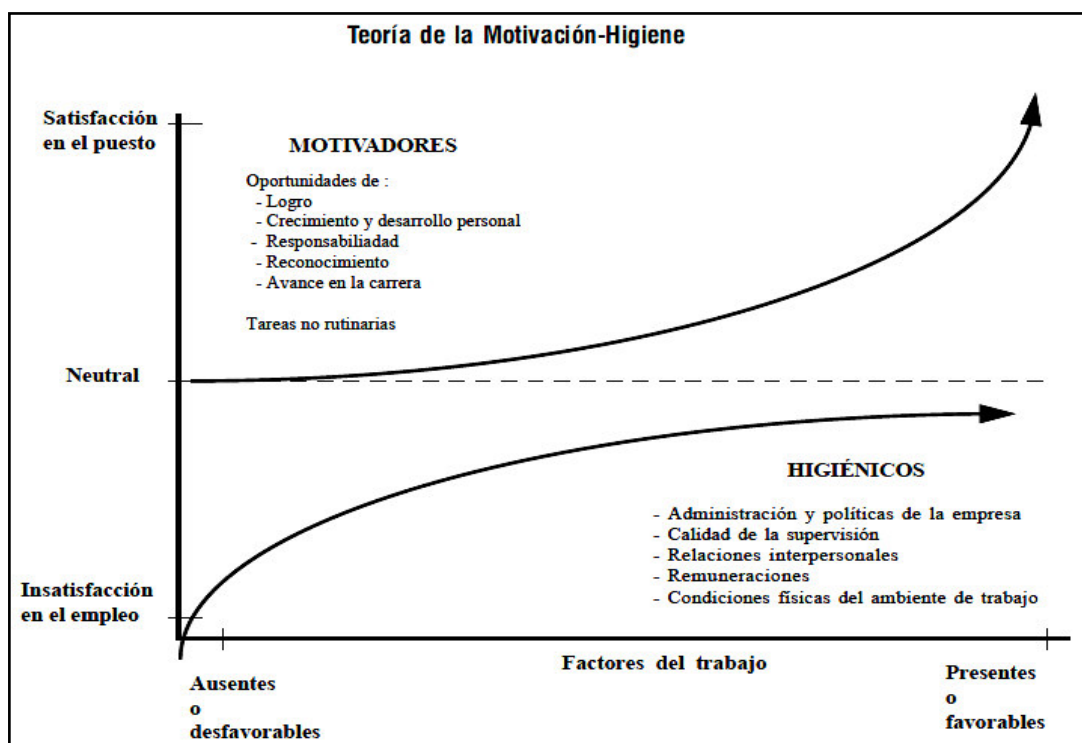 Teoría de la Motivación-Higiene
Satisfacción
en el puesto
MOTIVADORES
Oportunidades de :
- Logro
- Crecimiento y desarrollo personal
- Responsabiliadad
- Reconocimiento
- Avance en la carrera
Tareas no rutinarias
Neutral
HIGIÉNICOS
- Administración y políticas de la empresa
- Calidad de la supervisión
- Relaciones interpersonales
- Remuneraciones
- Condiciones físicas del ambiente de trabajo
Insatisfacción
en el empleo
Factores del trabajo
Ausentes
o
desfavorables
Presentes
o
favorables